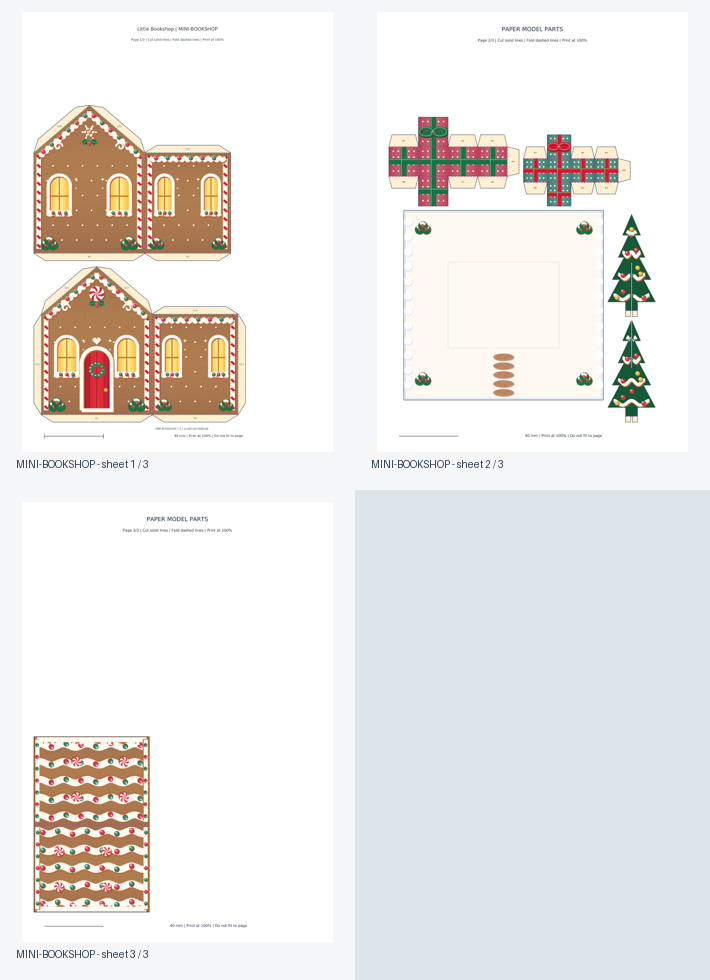 Little Bookshop | MINI-BOOKSHOP
Page 1/3 | Cut solid lines | Fold dashed lines | Print at 100%
40 mm | Print at 100% | Do not fit to page
MINI-BOOKSHOP - sheet 1 / 3
PAPER MODEL PARTS
Page 2/3 | Cut solid lines | Fold dashed lines | Print at 100%
40 mm | Print at 100% | Do not fit to page
MINI-BOOKSHOP - sheet 2 / 3
PAPER MODEL PARTS
Page 3/3 | Cut solid lines | Fold dashed lines | Print at 100%
40 mm | Print at 100% | Do not fit to page
MINI-BOOKSHOP - sheet 3 / 3